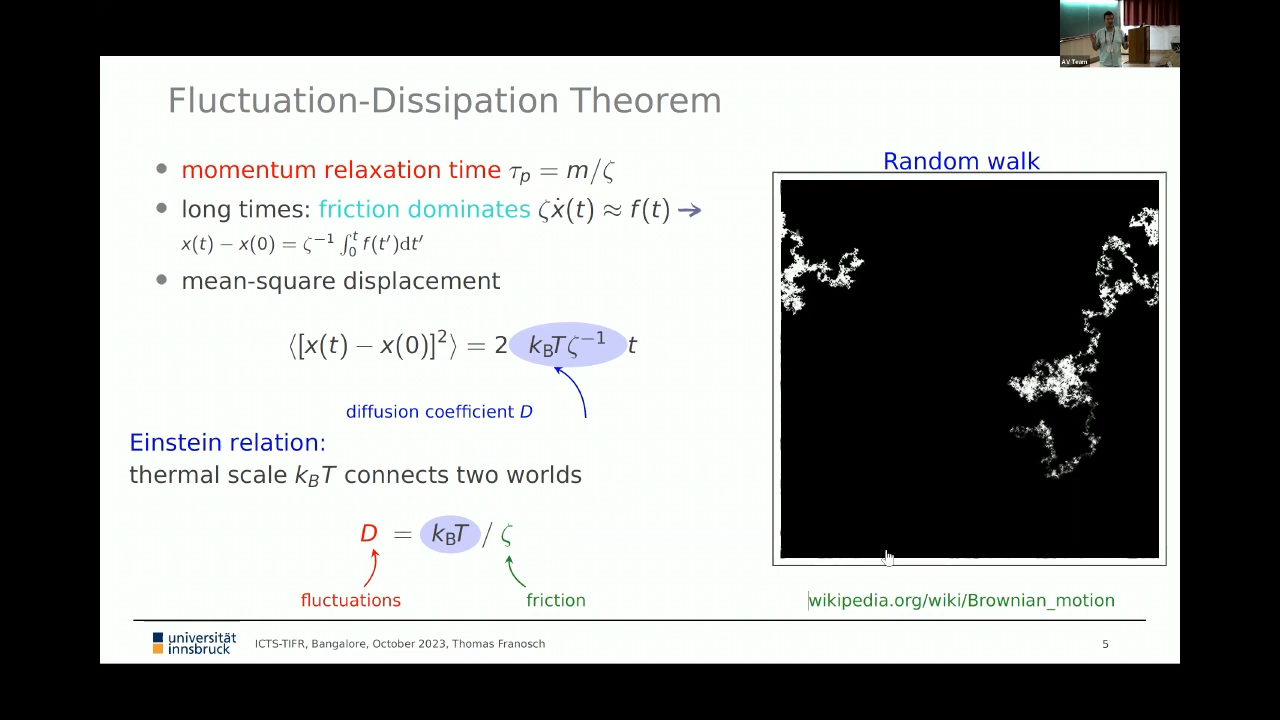 AV Team
Fluctuation-Dissipation Theorem
• momentum relaxation time τₚ = m/ζ
• long times: friction dominates ζẋ(t) ≈ f(t) →
x(t) − x(0) = ζ⁻¹ ∫₀ᵗ f(t′)dt′
• mean-square displacement
⟨[x(t) − x(0)]²⟩ = 2 k_BTζ⁻¹ t
diffusion coefficient D
Einstein relation:
thermal scale k_BT connects two worlds
D = k_BT / ζ
fluctuations
friction
Random walk
wikipedia.org/wiki/Brownian_motion
universität
innsbruck
ICTS-TIFR, Bangalore, October 2023, Thomas Franosch
5